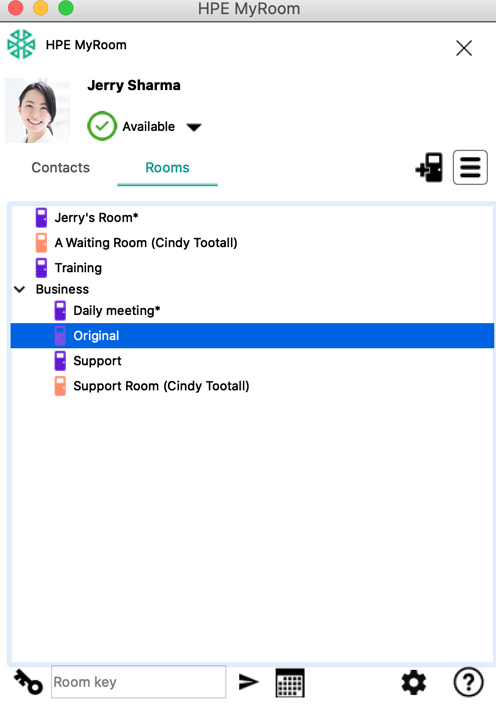 HPE MyRoom
HPE MyRoom
Jerry Sharma
Available
Contacts
Rooms
Jerry's Room*
A Waiting Room (Cindy Tootall)
Training
Business
Daily meeting*
Original
Support
Support Room (Cindy Tootall)
Room key